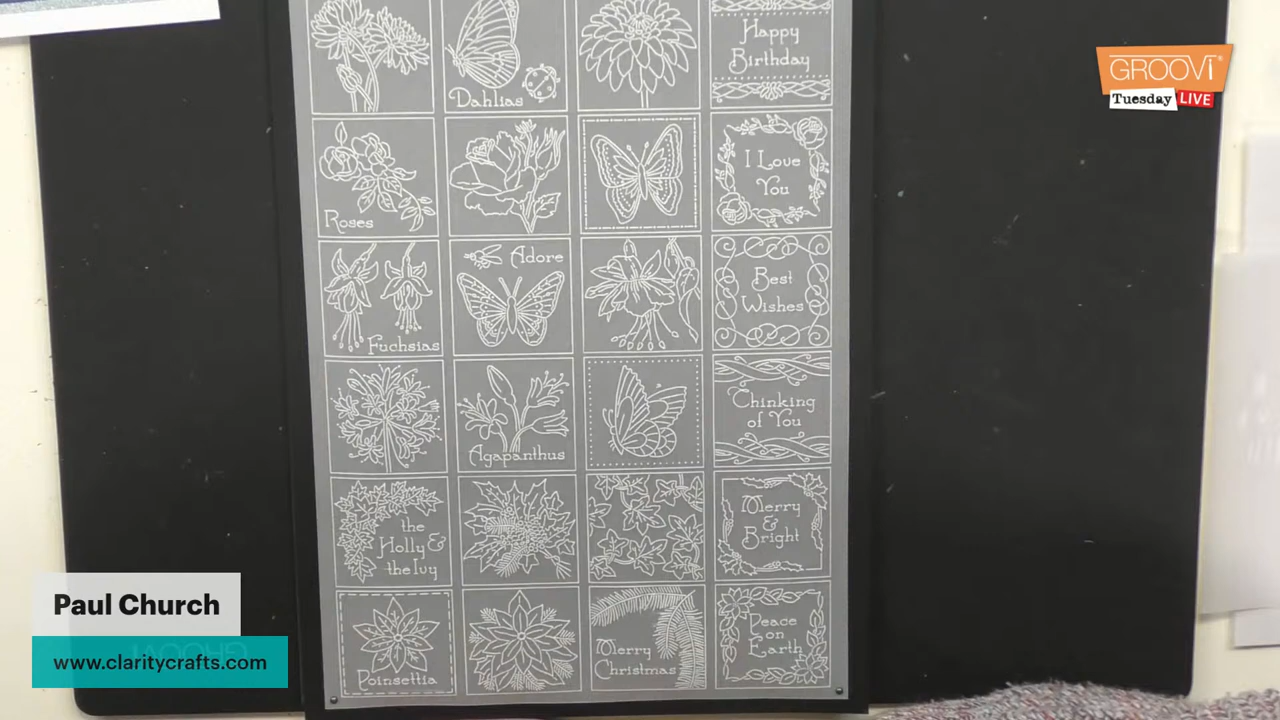 GROOVI
Tuesday LIVE
Happy
Birthday
Dahlias
I Love
You
Roses
Adore
Best
Wishes
Fuchsias
Thinking
of You
Agapanthus
the
Holly &
the Ivy
Merry
&
Bright
Peace
on
Earth
Merry
Christmas
Poinsettia
Paul Church
www.claritycrafts.com